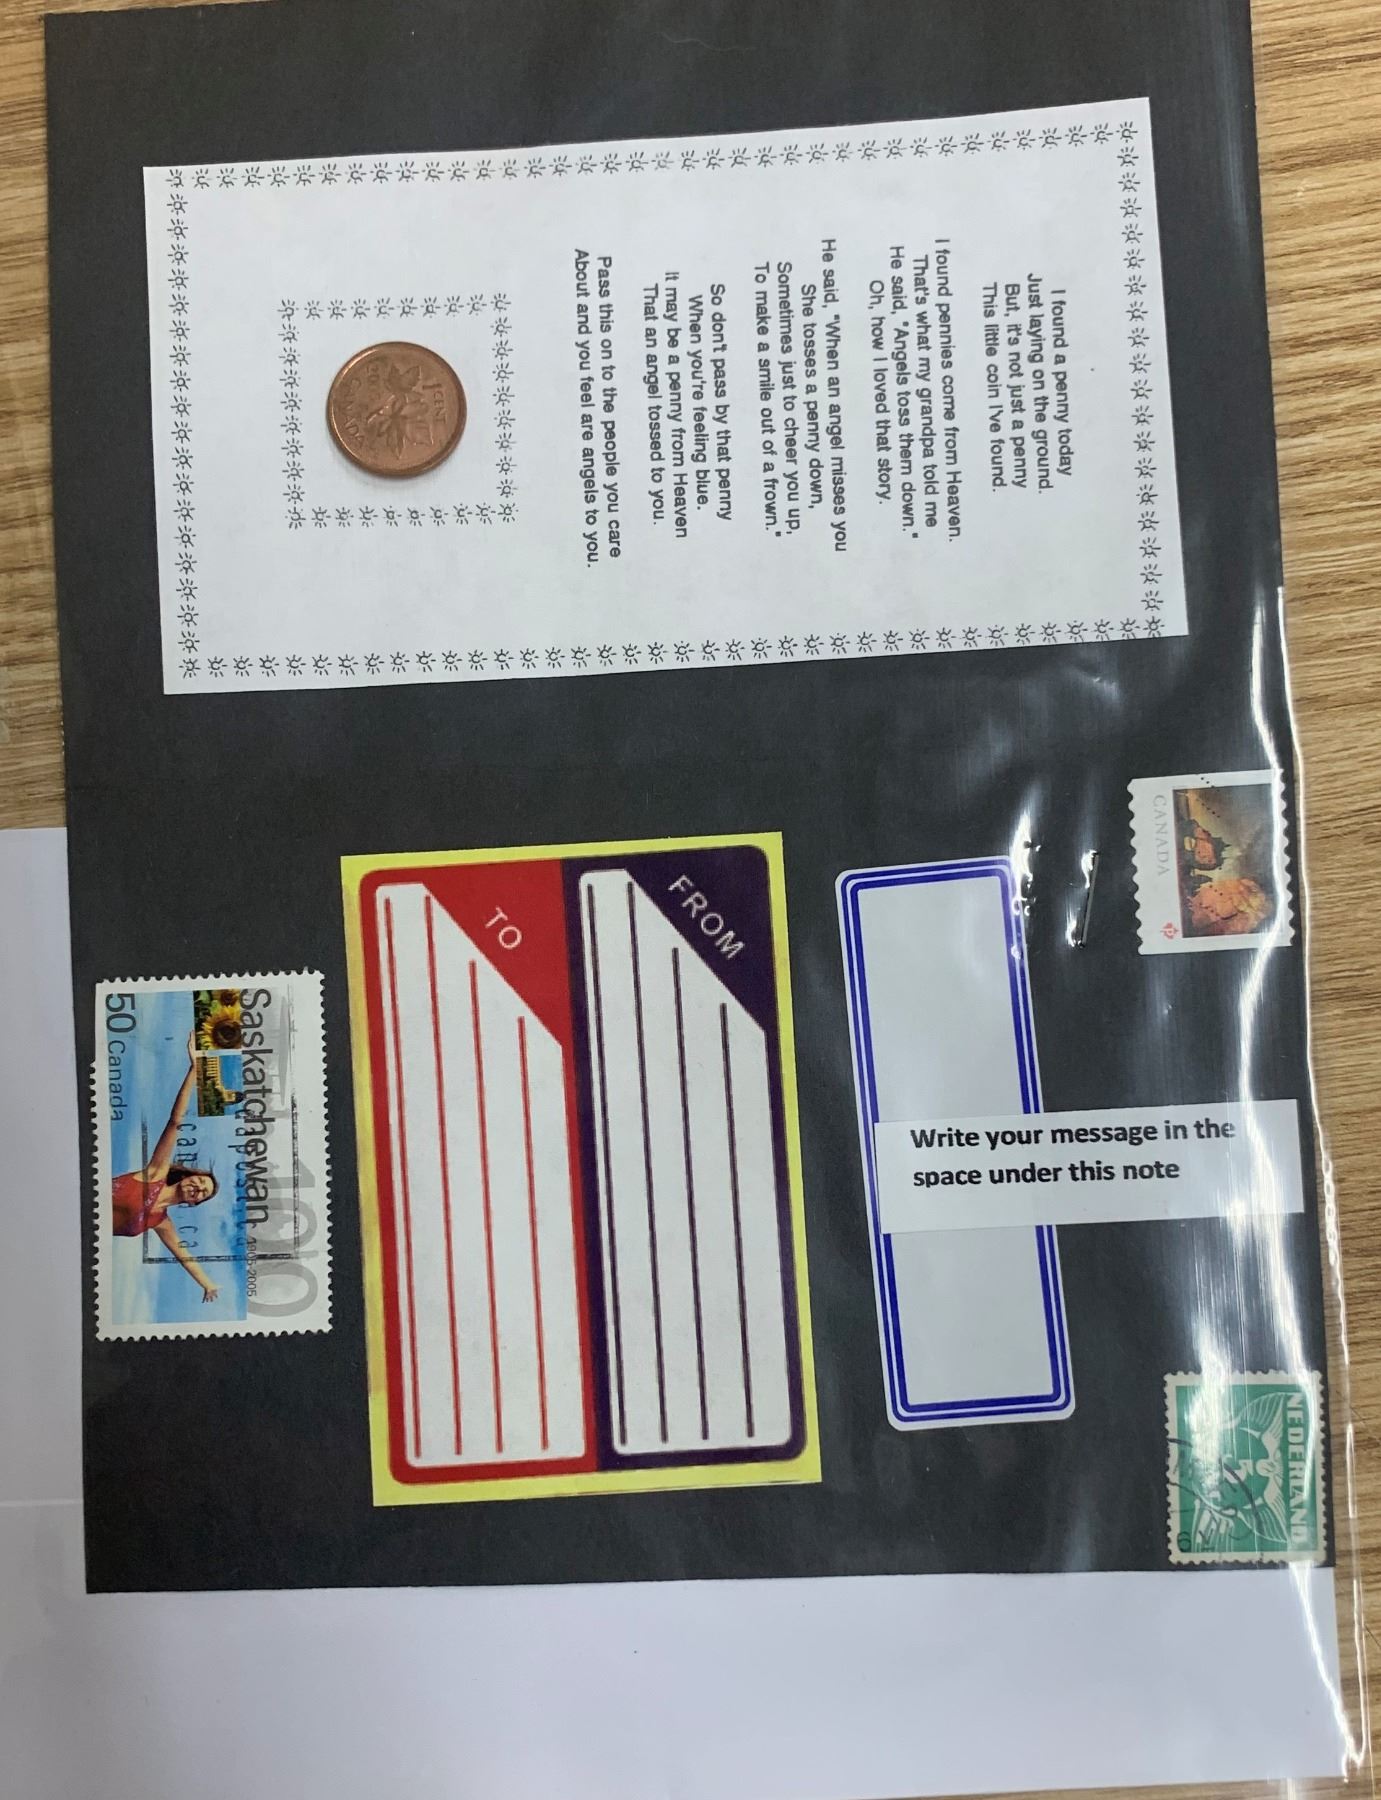 I found a penny today
Just laying on the ground.
But, it's not just a penny
This little coin I've found.
I found pennies come from Heaven.
That's what my grandpa told me
He said, "Angels toss them down."
Oh, how I loved that story.
He said, "When an angel misses you
She tosses a penny down,
Sometimes just to cheer you up,
To make a smile out of a frown."
So don't pass by that penny
When you're feeling blue.
It may be a penny from Heaven
That an angel tossed to you.
Pass this on to the people you care
About and you feel are angels to you.
1 CENT
20
CANADA
CANADA
P
FROM
TO
Write your message in the
space under this note
100
Saskatchewan 1905-2005
50 Canada
NEDERLAND